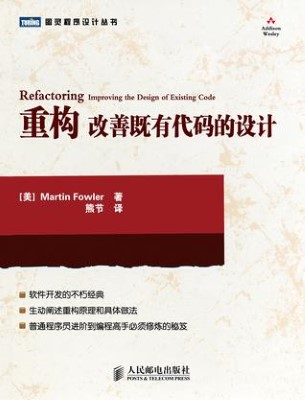 TURING 图灵程序设计丛书
Addison
Wesley
Refactoring Improving the Design of Existing Code
重构 改善既有代码的设计
[美] Martin Fowler 著
熊节 译
软件开发的不朽经典
生动阐述重构原理和具体做法
普通程序员进阶到编程高手必须修炼的秘笈
人民邮电出版社
POSTS & TELECOM PRESS